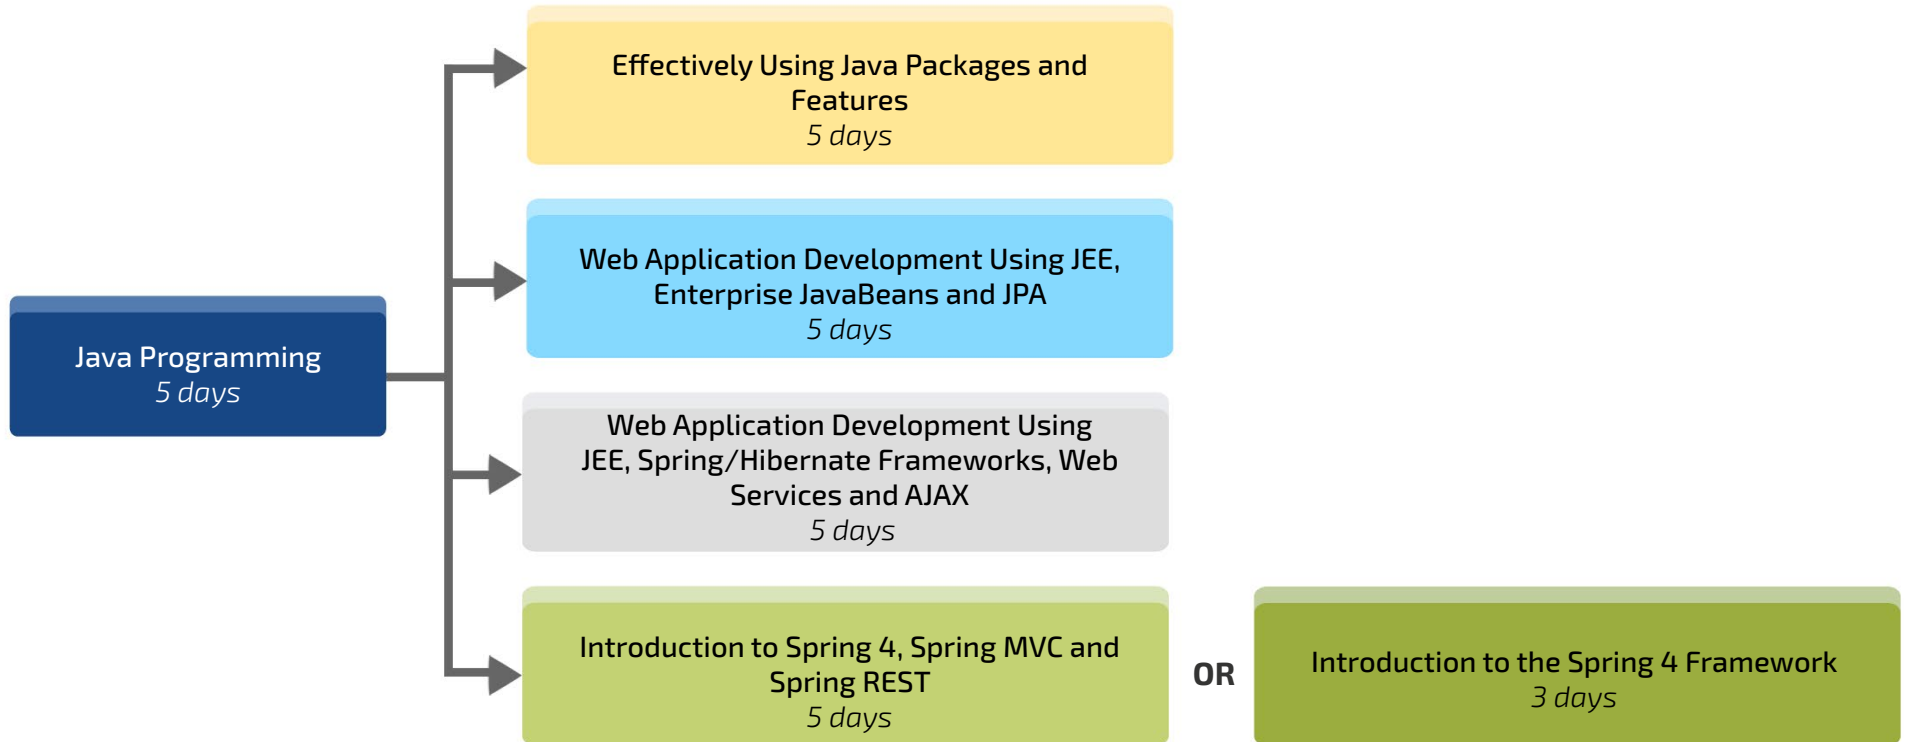 Effectively Using Java Packages and
Features
5 days
Web Application Development Using JEE,
Enterprise JavaBeans and JPA
5 days
Java Programming
5 days
Web Application Development Using
JEE, Spring/Hibernate Frameworks, Web
Services and AJAX
5 days
Introduction to Spring 4, Spring MVC and
Spring REST
5 days
OR
Introduction to the Spring 4 Framework
3 days